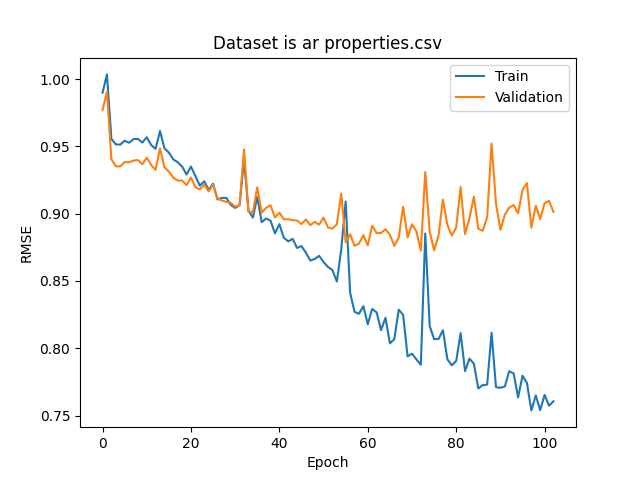 Dataset is ar properties.csv
Train
Validation
1.00
0.95
0.90
0.85
0.80
0.75
RMSE
0 20 40 60 80 100
Epoch